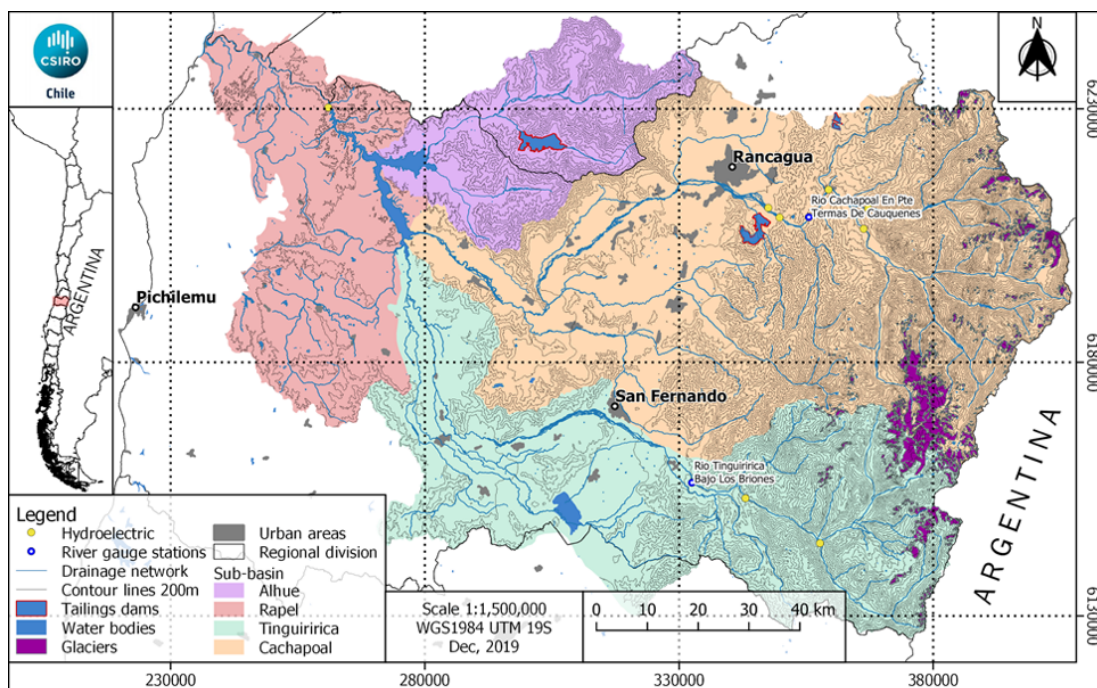 CSIRO
Chile
N
ARGENTINA
Pichilemu
Rancagua
Rio Cachapoal En Pte
Termas De Cauquenes
San Fernando
Rio Tinguiririca
Bajo Los Briones
ARGENTINA
6230000
6180000
6130000
Legend
Hydroelectric
River gauge stations
Drainage network
Contour lines 200m
Tailings dams
Water bodies
Glaciers
Urban areas
Regional division
Sub-basin
Alhue
Rapel
Tinguiririca
Cachapoal
Scale 1:1,500,000
WGS1984 UTM 19S
Dec, 2019
0 10 20 30 40 km
230000 280000 330000 380000